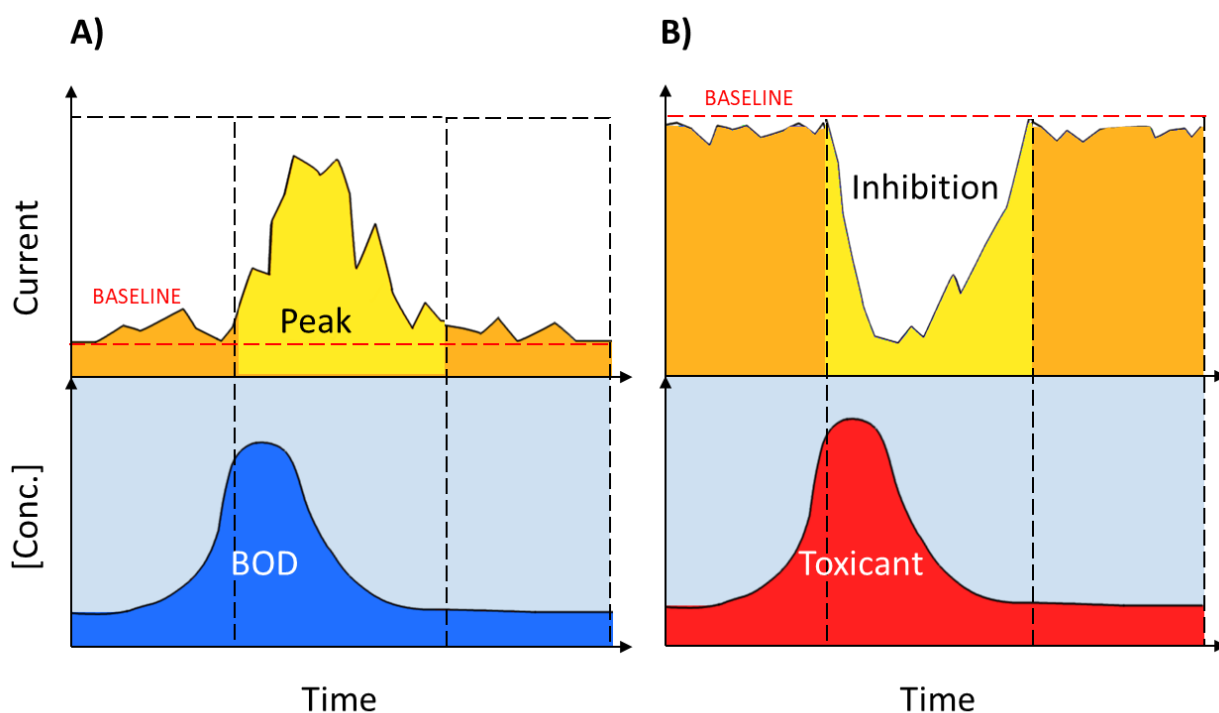 A)
BASELINE
Peak
Current
BOD
[Conc.]
Time
B)
BASELINE
Inhibition
Toxicant
Time